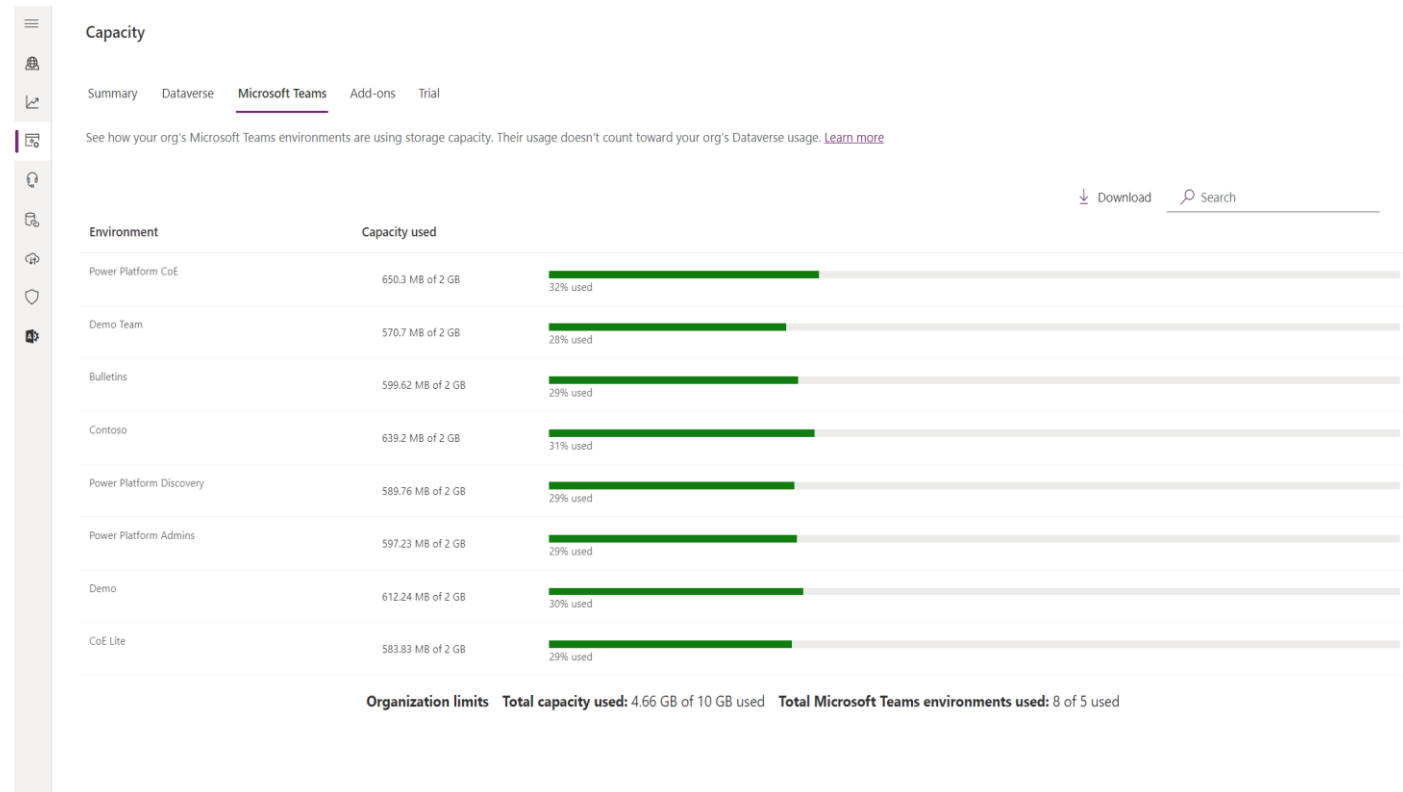 Capacity
Summary Dataverse Microsoft Teams Add-ons Trial
See how your org's Microsoft Teams environments are using storage capacity. Their usage doesn't count toward your org's Dataverse usage. Learn more
Download Search
Environment Capacity used
Power Platform CoE 650.3 MB of 2 GB 32% used
Demo Team 570.7 MB of 2 GB 28% used
Bulletins 599.62 MB of 2 GB 29% used
Contoso 639.2 MB of 2 GB 31% used
Power Platform Discovery 589.76 MB of 2 GB 29% used
Power Platform Admins 597.23 MB of 2 GB 29% used
Demo 612.24 MB of 2 GB 30% used
CoE Lite 583.83 MB of 2 GB 29% used
Organization limits Total capacity used: 4.66 GB of 10 GB used Total Microsoft Teams environments used: 8 of 5 used